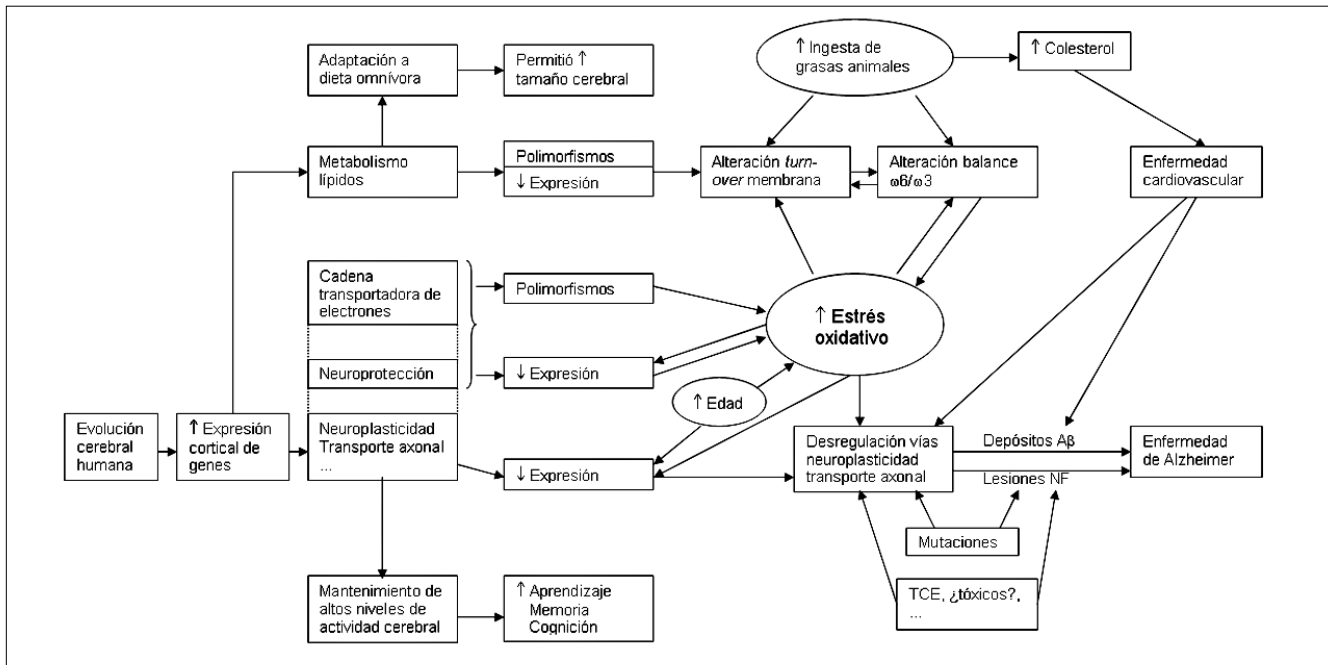 Adaptación a
dieta omnívora
Permitió ↑
tamaño cerebral
↑ Ingesta de
grasas animales
↑ Colesterol
Metabolismo
lípidos
Polimorfismos
↓ Expresión
Alteración turn-
over membrana
Alteración balance
ω6/ω3
Enfermedad
cardiovascular
Cadena
transportadora de
electrones
Polimorfismos
↑ Estrés
oxidativo
Neuroprotección
↓ Expresión
↑ Edad
Evolución
cerebral
humana
↑ Expresión
cortical de
genes
Neuroplasticidad
Transporte axonal
...
↓ Expresión
Desregulación vías
neuroplasticidad
transporte axonal
Depósitos Aβ
Lesiones NF
Enfermedad
de Alzheimer
Mutaciones
TCE, ¿tóxicos?,
...
Mantenimiento de
altos niveles de
actividad cerebral
↑ Aprendizaje
Memoria
Cognición